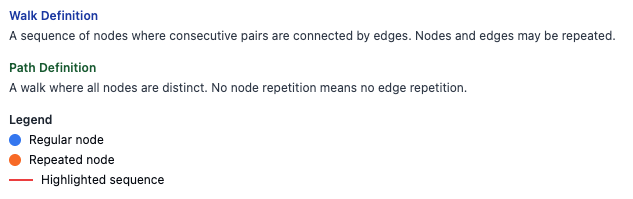 Walk Definition
A sequence of nodes where consecutive pairs are connected by edges. Nodes and edges may be repeated.
Path Definition
A walk where all nodes are distinct. No node repetition means no edge repetition.
Legend
Regular node
Repeated node
Highlighted sequence